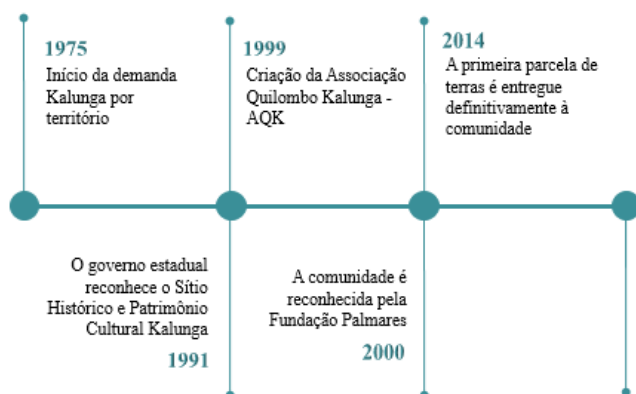 1975
Início da demanda
Kalunga por
território
1999
Criação da Associação
Quilombo Kalunga -
AQK
2014
A primeira parcela de
terras é entregue
definitivamente à
comunidade
O governo estadual
reconhece o Sítio
Histórico e Patrimônio
Cultural Kalunga
1991
A comunidade é
reconhecida pela
Fundação Palmares
2000